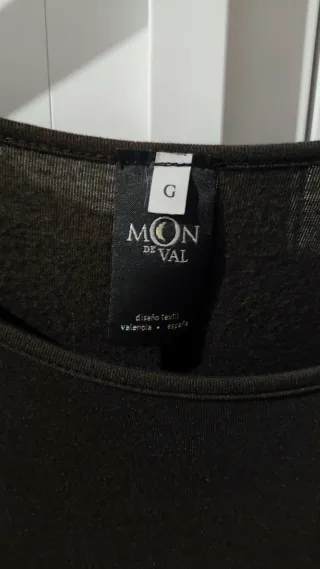 G
MON
DE VAL
diseño textil
valencia • españa